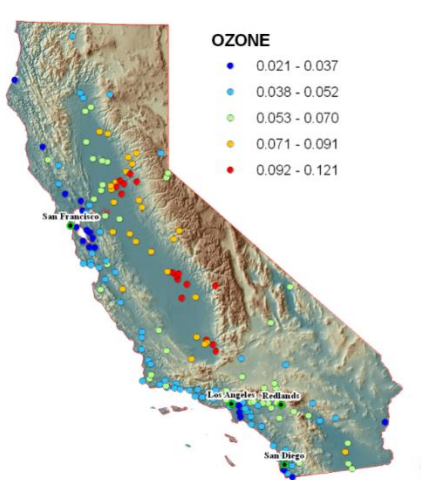 OZONE
0.021 - 0.037
0.038 - 0.052
0.053 - 0.070
0.071 - 0.091
0.092 - 0.121
San Francisco
Los Angeles Redlands
San Diego